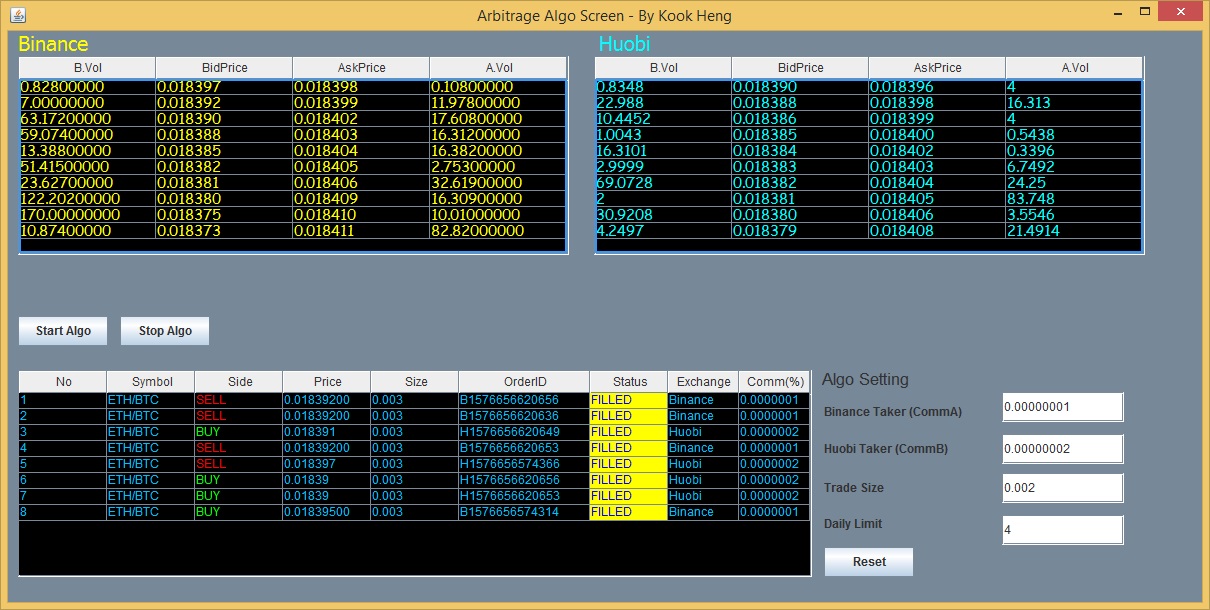 Arbitrage Algo Screen - By Kook Heng
Binance Huobi
B.Vol BidPrice AskPrice A.Vol B.Vol BidPrice AskPrice A.Vol
0.82800000 0.018397 0.018398 0.10800000 0.8348 0.018390 0.018396 4
7.00000000 0.018392 0.018399 11.97800000 22.988 0.018388 0.018398 16.313
63.17200000 0.018390 0.018402 17.60800000 10.4452 0.018386 0.018399 4
59.07400000 0.018388 0.018403 16.31200000 1.0043 0.018385 0.018400 0.5438
13.38800000 0.018385 0.018404 16.38200000 16.3101 0.018384 0.018402 0.3396
51.41500000 0.018382 0.018405 2.75300000 2.9999 0.018383 0.018403 6.7492
23.62700000 0.018381 0.018406 32.61900000 69.0728 0.018382 0.018404 24.25
122.20200000 0.018380 0.018409 16.30900000 2 0.018381 0.018405 83.748
170.00000000 0.018375 0.018410 10.01000000 30.9208 0.018380 0.018406 3.5546
10.87400000 0.018373 0.018411 82.82000000 4.2497 0.018379 0.018408 21.4914
Start Algo Stop Algo
No Symbol Side Price Size OrderID Status Exchange Comm(%)
1 ETH/BTC SELL 0.01839200 0.003 B1576656620656 FILLED Binance 0.0000001
2 ETH/BTC SELL 0.01839200 0.003 B1576656620636 FILLED Binance 0.0000001
3 ETH/BTC BUY 0.018391 0.003 H1576656620649 FILLED Huobi 0.0000002
4 ETH/BTC SELL 0.01839200 0.003 B1576656620653 FILLED Binance 0.0000001
5 ETH/BTC SELL 0.018397 0.003 H1576656574366 FILLED Huobi 0.0000002
6 ETH/BTC BUY 0.01839 0.003 H1576656620656 FILLED Huobi 0.0000002
7 ETH/BTC BUY 0.01839 0.003 H1576656620653 FILLED Huobi 0.0000002
8 ETH/BTC BUY 0.01839500 0.003 B1576656574314 FILLED Binance 0.0000001
Algo Setting
Binance Taker (CommA) 0.00000001
Huobi Taker (CommB) 0.00000002
Trade Size 0.002
Daily Limit 4
Reset